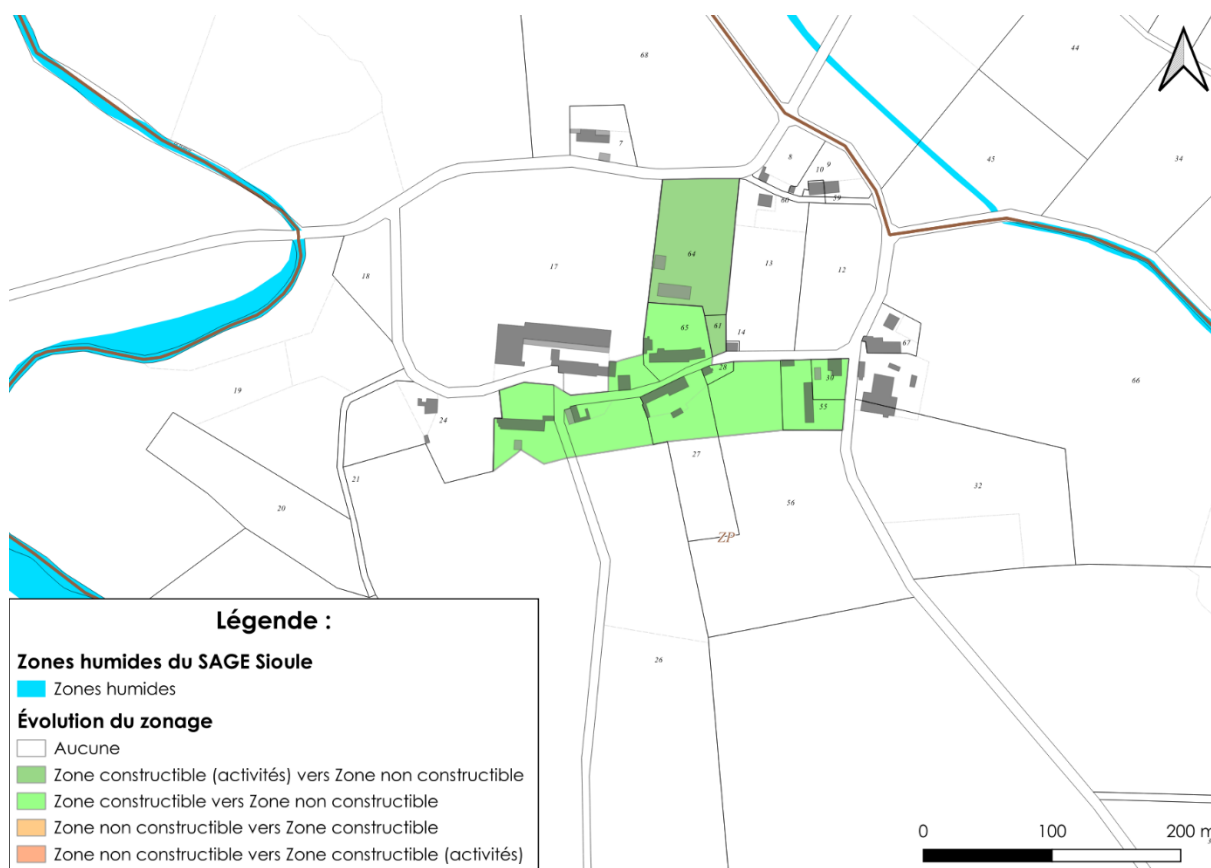 68
44
7
8
9
10
45
34
59
60
64
13
12
17
18
61
14
65
67
28
30
55
66
19
24
27
21
20
56
32
ZP
26
Légende :
Zones humides du SAGE Sioule
Zones humides
Évolution du zonage
Aucune
Zone constructible (activités) vers Zone non constructible
Zone constructible vers Zone non constructible
Zone non constructible vers Zone constructible
Zone non constructible vers Zone constructible (activités)
0 100 200 m